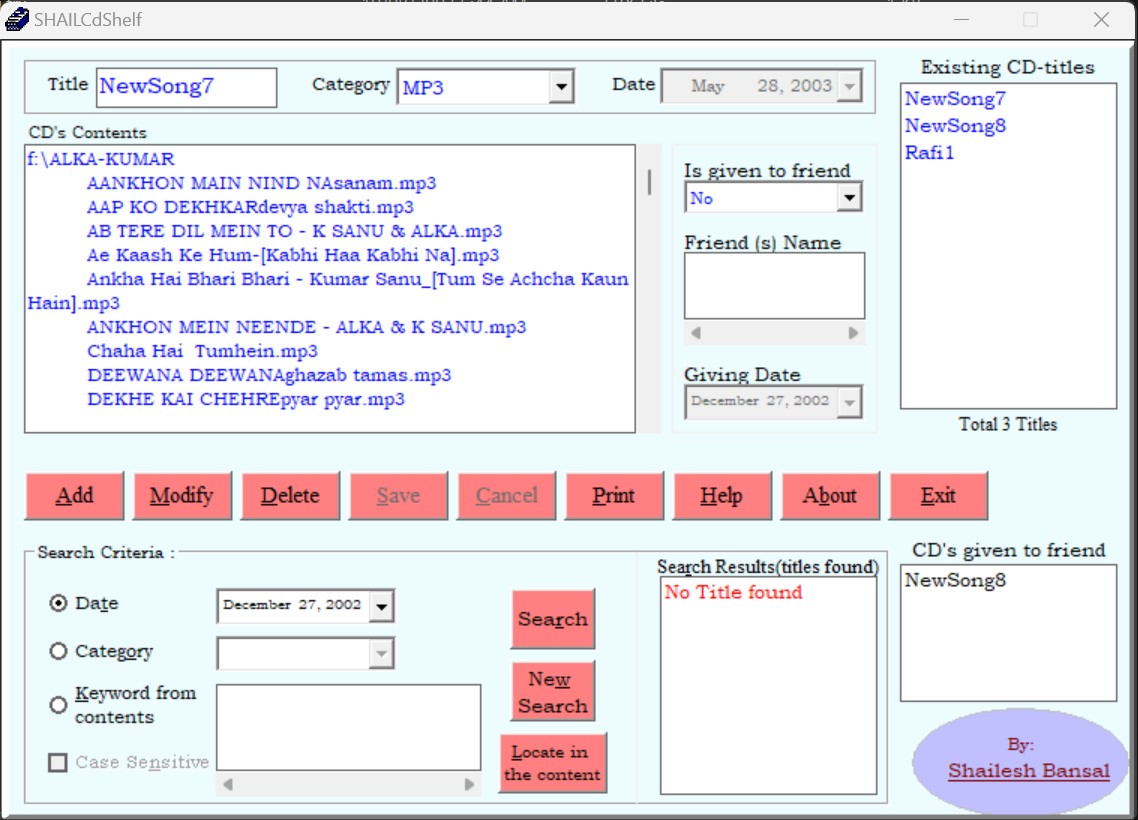 SHAILCdShelf
Title NewSong7 Category MP3 Date May 28, 2003
Existing CD-titles
NewSong7
NewSong8
Rafi1
Total 3 Titles
CD's Contents
f:\ALKA-KUMAR
AANKHON MAIN NIND NAsanam.mp3
AAP KO DEKHKARdevya shakti.mp3
AB TERE DIL MEIN TO - K SANU & ALKA.mp3
Ae Kaash Ke Hum-[Kabhi Haa Kabhi Na].mp3
Ankha Hai Bhari Bhari - Kumar Sanu_[Tum Se Achcha Kaun
Hain].mp3
ANKHON MEIN NEENDE - ALKA & K SANU.mp3
Chaha Hai  Tumhein.mp3
DEEWANA DEEWANAghazab tamas.mp3
DEKHE KAI CHEHREpyar pyar.mp3
Is given to friend
No
Friend (s) Name
Giving Date
December 27, 2002
Add Modify Delete Save Cancel Print Help About Exit
Search Criteria :
Date December 27, 2002
Category
Keyword from
contents
Case Sensitive
Search
New
Search
Locate in
the content
Search Results(titles found)
No Title found
CD's given to friend
NewSong8
By:
Shailesh Bansal